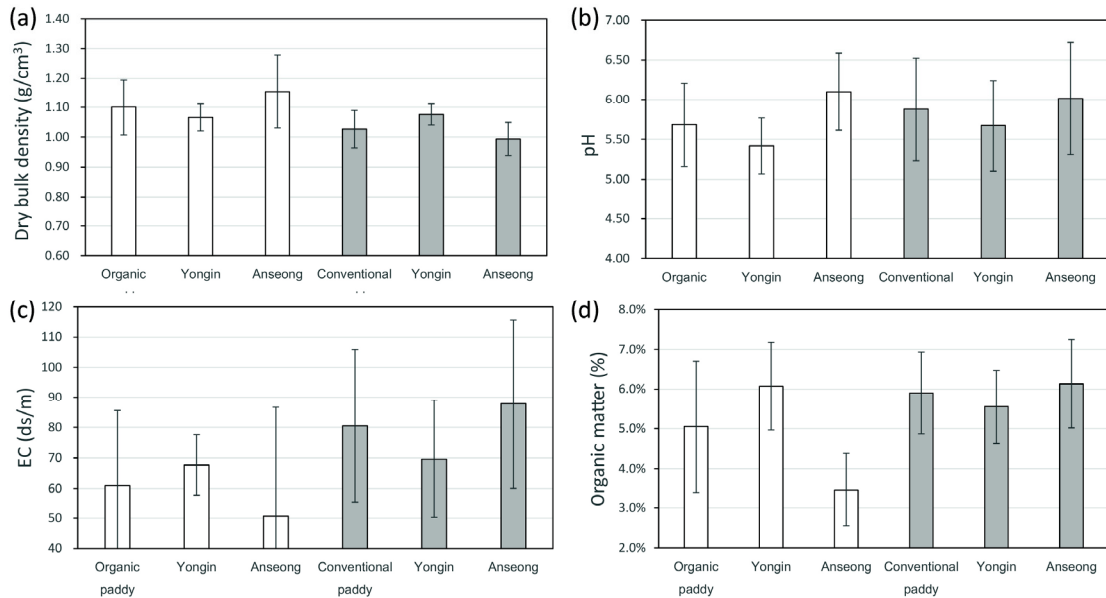 (a)
Dry bulk density (g/cm³)
1.40
1.30
1.20
1.10
1.00
0.90
0.80
0.70
0.60
Organic Yongin Anseong Conventional Yongin Anseong
(b)
pH
7.00
6.50
6.00
5.50
5.00
4.50
4.00
Organic Yongin Anseong Conventional Yongin Anseong
(c)
EC (ds/m)
120
110
100
90
80
70
60
50
40
Organic Yongin Anseong Conventional Yongin Anseong
paddy paddy
(d)
Organic matter (%)
8.0%
7.0%
6.0%
5.0%
4.0%
3.0%
2.0%
Organic Yongin Anseong Conventional Yongin Anseong
paddy paddy